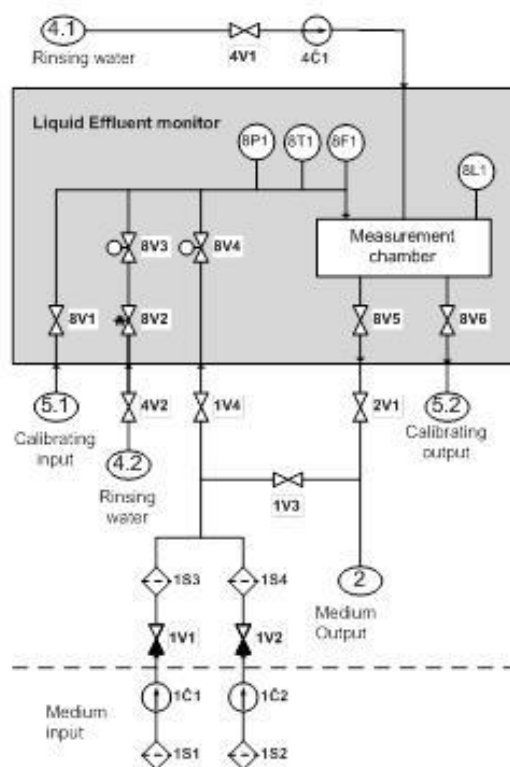 4.1
Rinsing water
4V1
4Č1
Liquid Effluent monitor
8P1
8T1
8F1
8L1
8V3
8V4
Measurement
chamber
8V1
8V2
8V5
8V6
5.1
4V2
1V4
2V1
5.2
Calibrating
input
4.2
Calibrating
output
Rinsing
water
1V3
2
1S3
1S4
Medium
Output
1V1
1V2
Medium
input
1Č1
1Č2
1S1
1S2